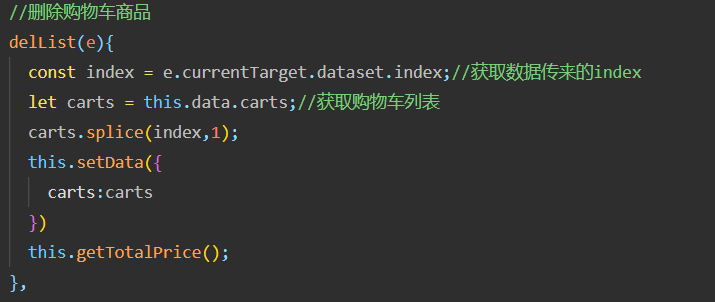 //删除购物车商品
delList(e){
const index = e.currentTarget.dataset.index;//获取数据传来的index
let carts = this.data.carts;//获取购物车列表
carts.splice(index,1);
this.setData({
carts:carts
})
this.getTotalPrice();
},